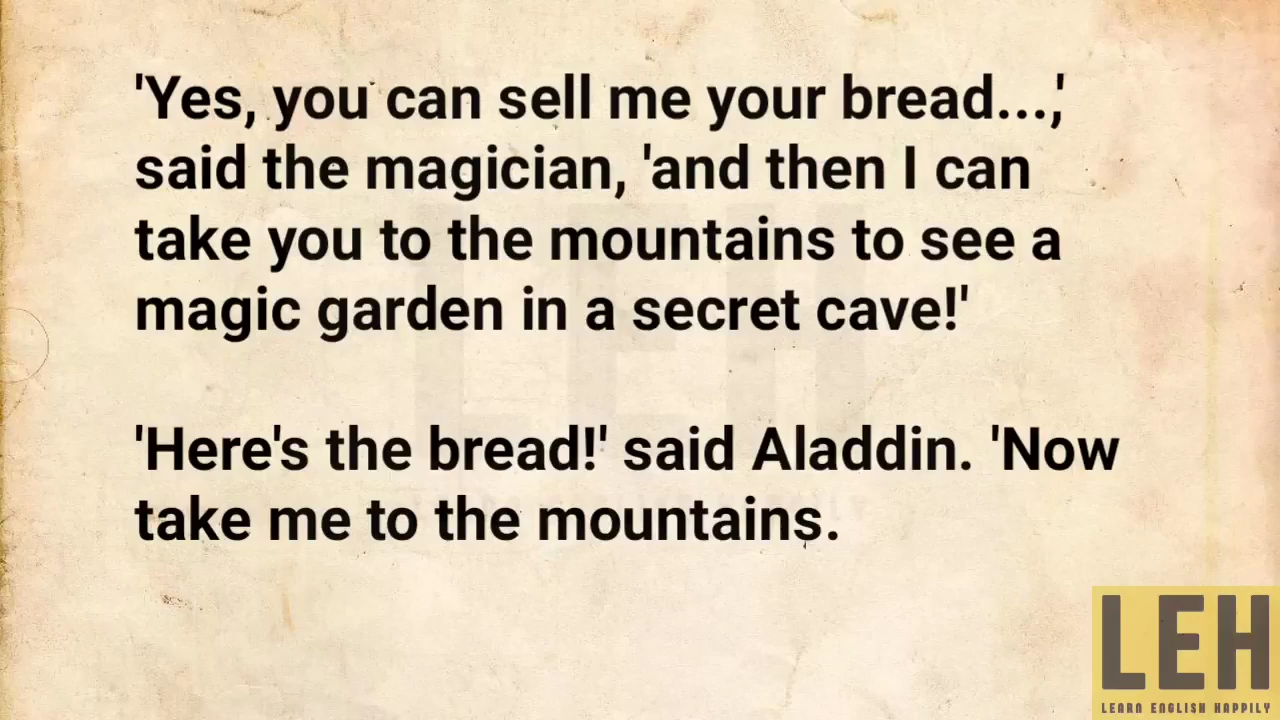 'Yes, you can sell me your bread...,'
said the magician, 'and then I can
take you to the mountains to see a
magic garden in a secret cave!'
'Here's the bread!' said Aladdin. 'Now
take me to the mountains.
LEH
LEARN ENGLISH HAPPILY